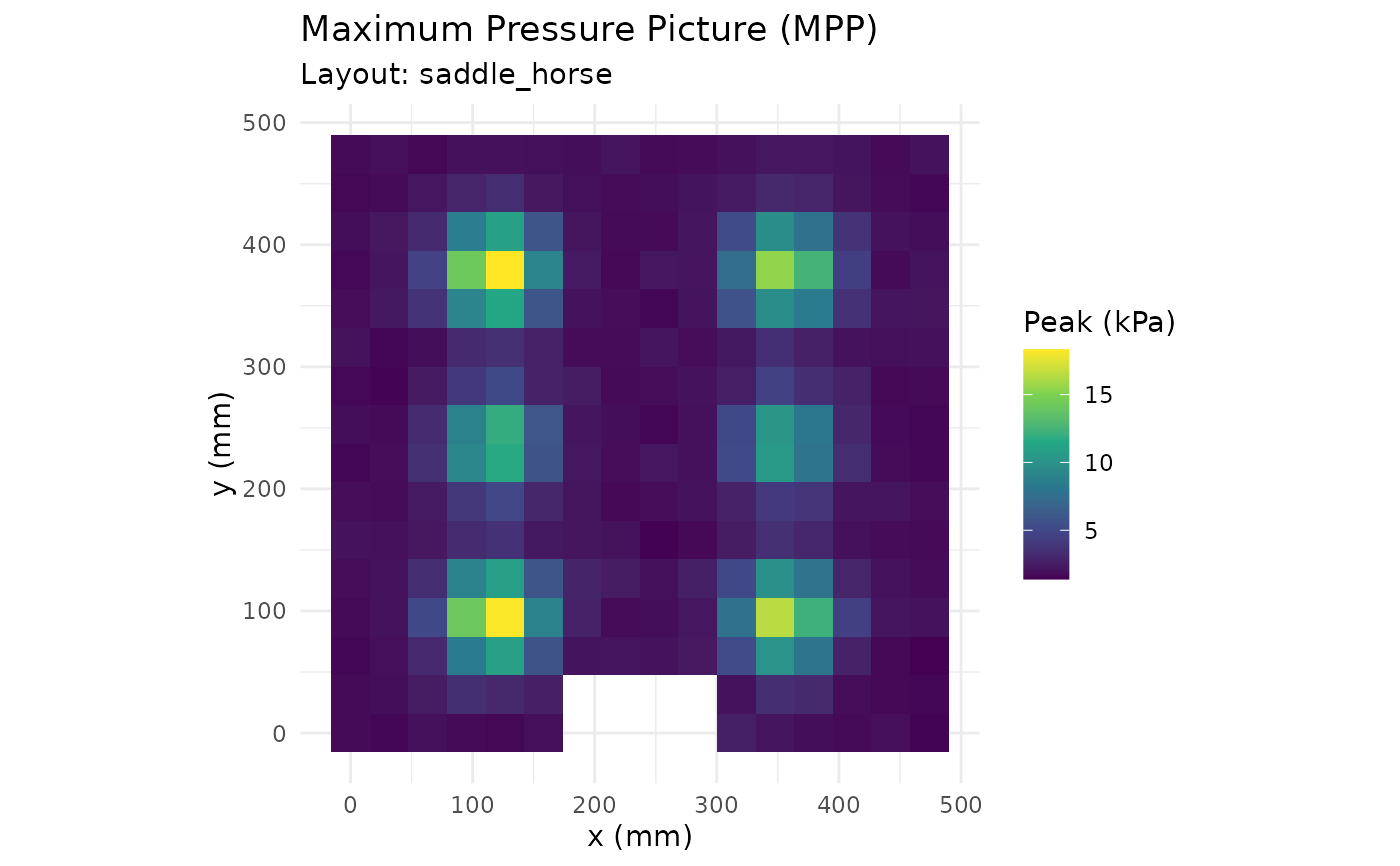 Maximum Pressure Picture (MPP)
Layout: saddle_horse
500
400
300
200
100
0
y (mm)
0 100 200 300 400 500
x (mm)
Peak (kPa)
15
10
5